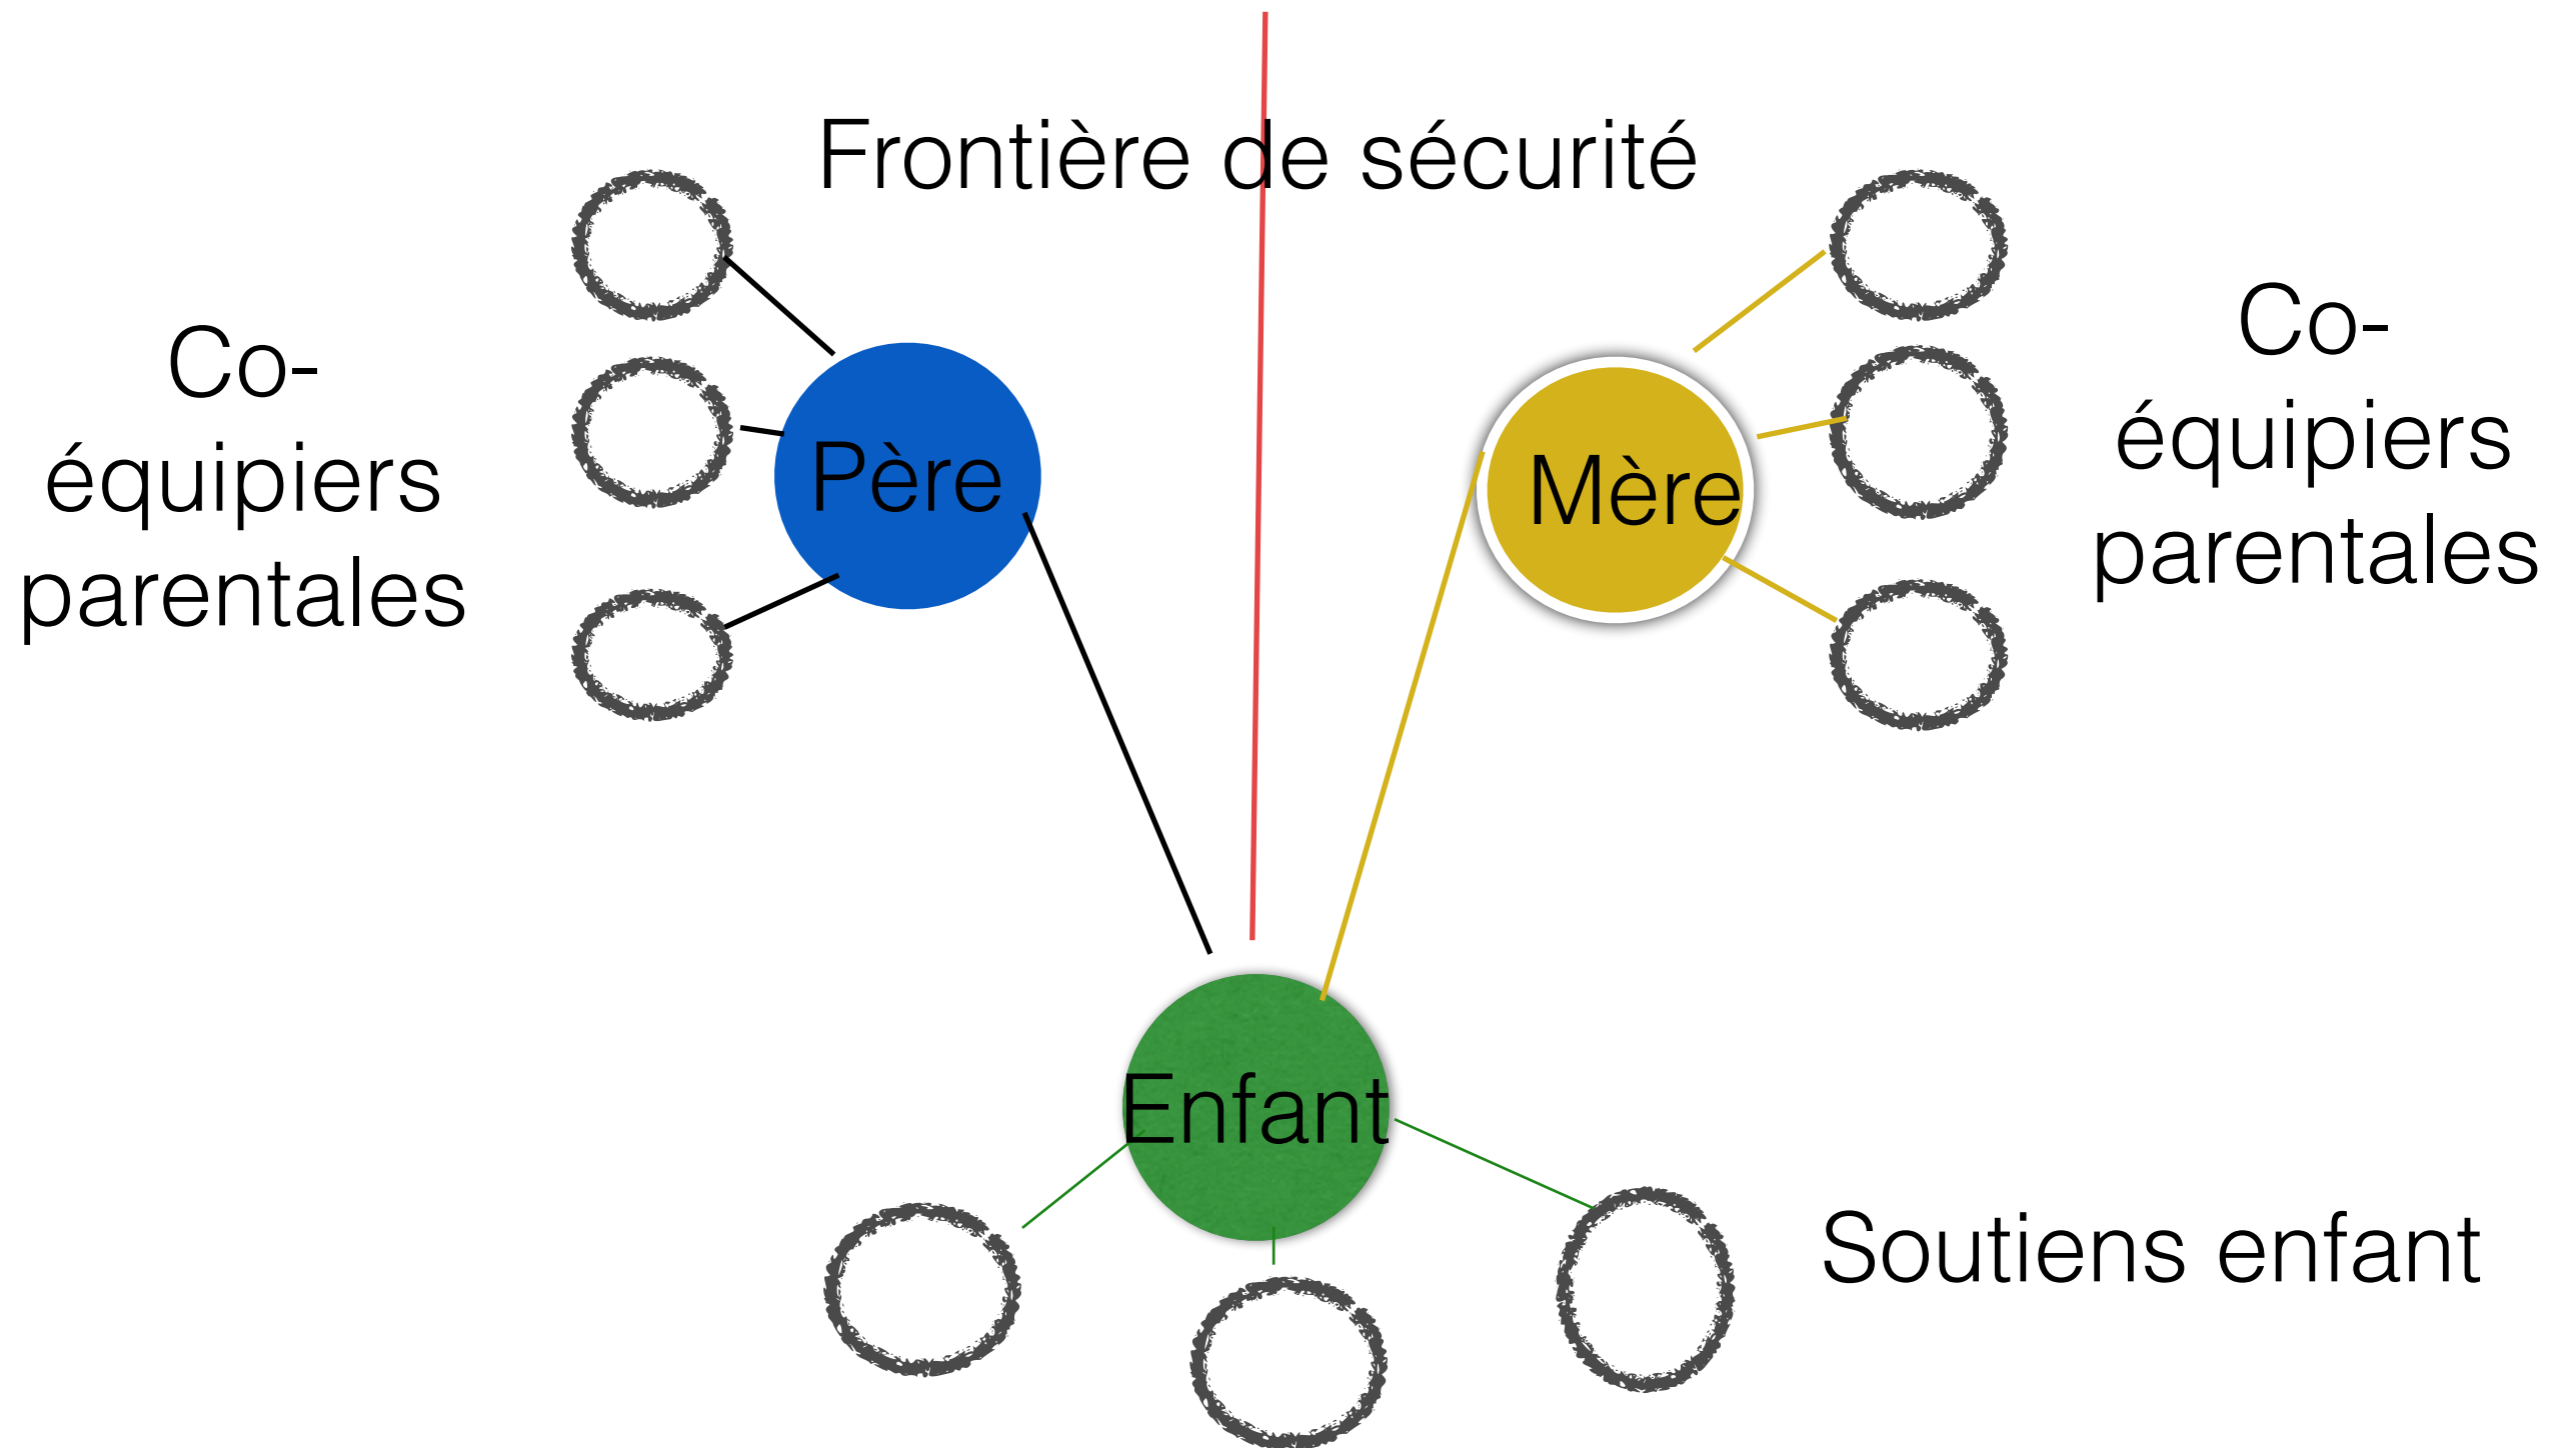 Frontière de sécurité
Co-
équipiers
parentales
Père
Mère
Co-
équipiers
parentales
Enfant
Soutiens enfant